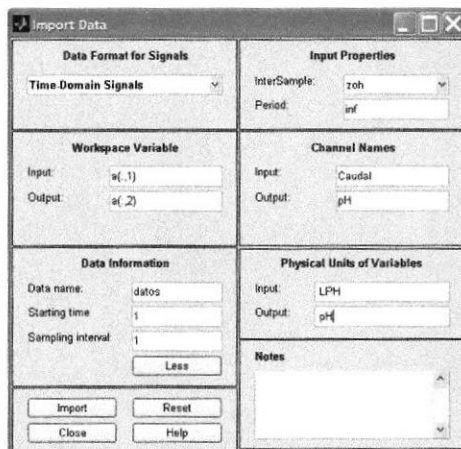 Import Data
Data Format for Signals
Time-Domain Signals
Workspace Variable
Input: a(:,1)
Output: a(:,2)
Data Information
Data name: datos
Starting time 1
Sampling interval: 1
Less
Import Reset
Close Help
Input Properties
InterSample: zoh
Period: inf
Channel Names
Input: Caudal
Output: pH
Physical Units of Variables
Input: LPH
Output: pH
Notes